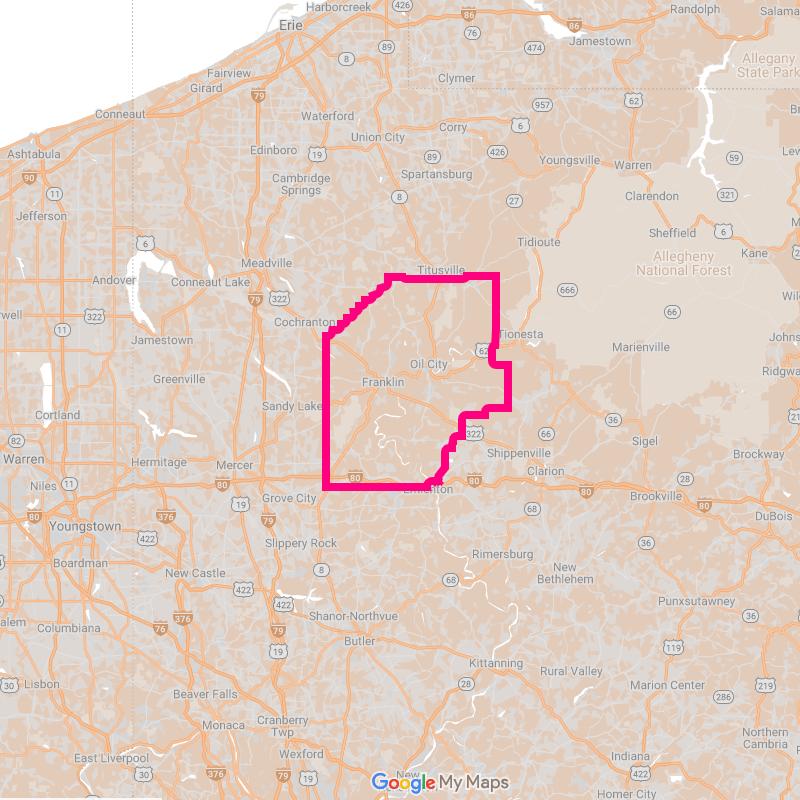 Harborcreek
426
86
Randolph
Salama
Erie
76
Jamestown
89
8
474
Allegany
State Park
Fairview
Girard
79
Clymer
Conneaut
Waterford
957
62
Corry
6
Union City
Ashtabula
Edinboro
19
89
426
Youngsville
Warren
59
90
11
Cambridge
Springs
Spartansburg
8
27
Clarendon
321
Jefferson
Sheffield
6
6
Tidioute
Kane
Allegheny
National Forest
Meadville
Titusville
Andover
Conneaut Lake
322
79
666
322
11
Cochranton
66
Tionesta
Jamestown
62
Marienville
Oil City
Greenville
Franklin
Ridgwa
Cortland
Sandy Lake
36
82
322
66
Sigel
Warren
Hermitage
Mercer
Shippenville
Brockway
80
Clarion
28
Niles
11
80
80
Emlenton
80
Grove City
Brookville
80
80
376
19
68
DuBois
Youngstown
422
Slippery Rock
36
Boardman
8
Rimersburg
New Castle
68
New
Bethlehem
422
422
Punxsutawney
Shanor-Northvue
36
Columbiana
76
376
79
Butler
119
19
Kittanning
Rural Valley
30
Lisbon
28
Marion Center
219
Beaver Falls
286
Monaca
Cranberry
Twp
Northern
Cambria
Wexford
East Liverpool
30
376
79
19
New
Indiana
422
Google My Maps
Homer City